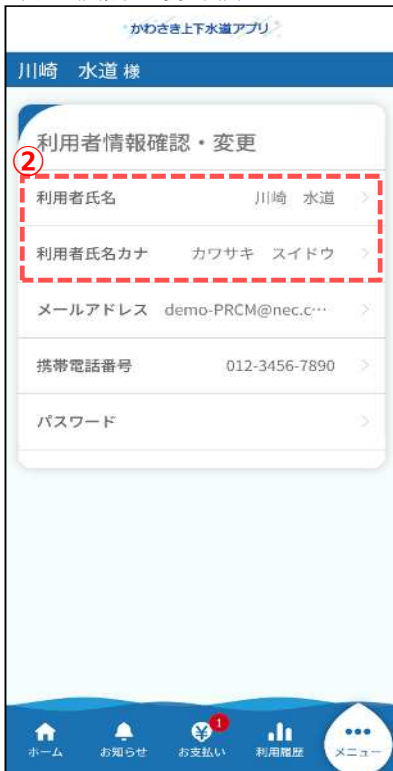 かわさき上下水道アプリ
川崎　水道 様
利用者情報確認・変更
②
利用者氏名　川崎　水道
利用者氏名カナ　カワサキ　スイドウ
メールアドレス　demo-PRCM@nec.c…
携帯電話番号　012-3456-7890
パスワード
1
ホーム　お知らせ　お支払い　利用履歴　メニュー